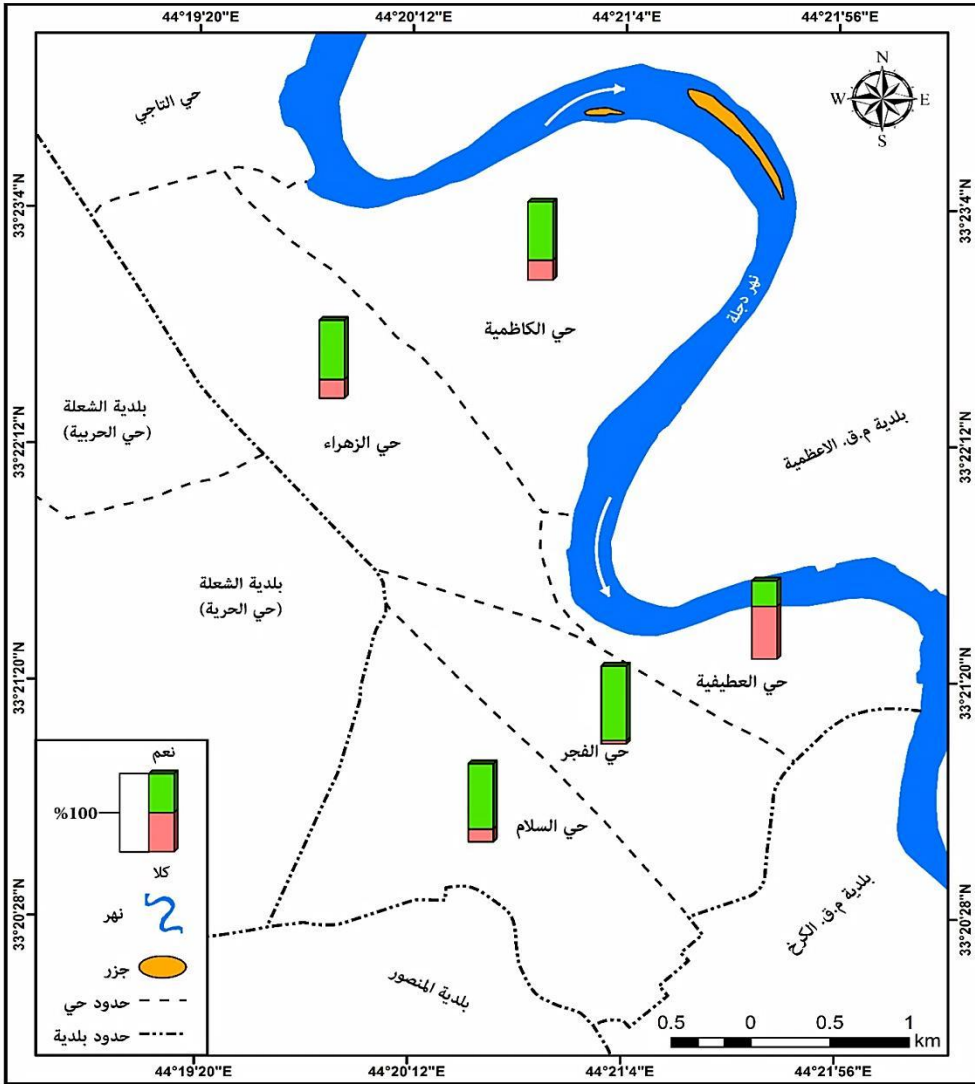 44°19'20"E
44°20'12"E
44°21'4"E
44°21'56"E
N
W
E
S
حي التاجي
33°23'4"N
33°23'4"N
نهر دجلة
حي الكاظمية
بلدية الشعلة
(حي الحربية)
حي الزهراء
بلدية م.ق. الاعظمية
33°22'12"N
33°22'12"N
بلدية الشعلة
(حي الحرية)
33°21'20"N
33°21'20"N
حي العطيفية
حي الفجر
حي السلام
نعم
%100
كلا
نهر
جزر
حدود حي
حدود بلدية
33°20'28"N
33°20'28"N
بلدية م.ق. الكرخ
بلدية المنصور
0.5
0
0.5
1
km
44°19'20"E
44°20'12"E
44°21'4"E
44°21'56"E